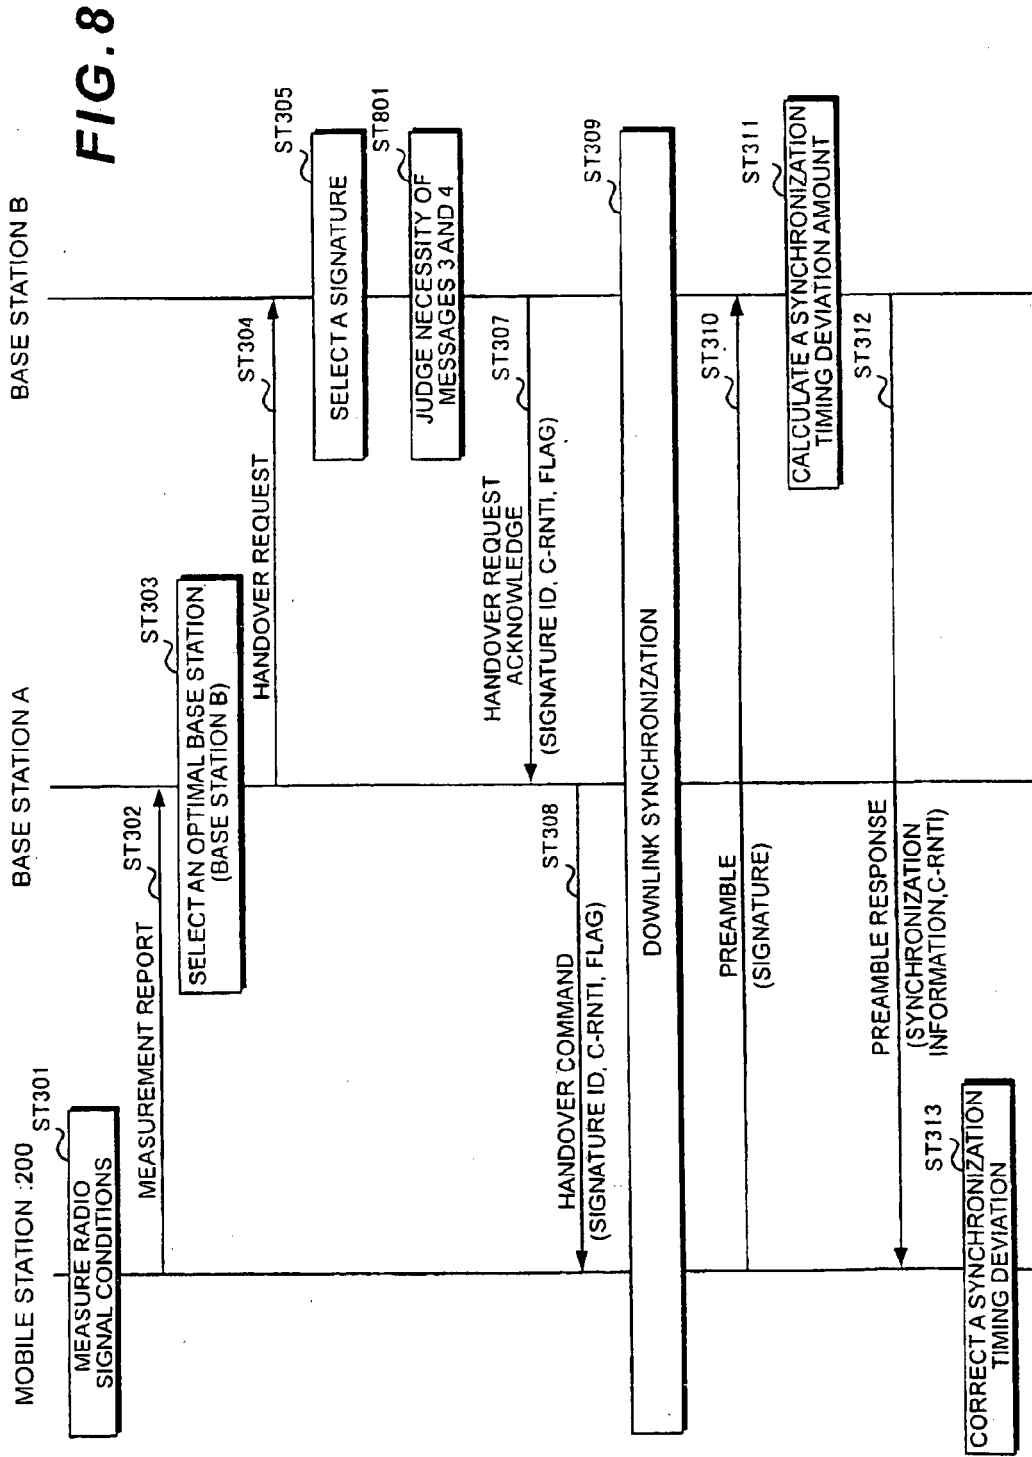 FIG. 8
MOBILE STATION :200
BASE STATION A
BASE STATION B
ST301
MEASURE RADIO
SIGNAL CONDITIONS
MEASUREMENT REPORT
ST302
ST303
SELECT AN OPTIMAL BASE STATION
(BASE STATION B)
HANDOVER REQUEST
ST304
ST305
SELECT A SIGNATURE
ST801
JUDGE NECESSITY OF
MESSAGES 3 AND 4
HANDOVER REQUEST
ACKNOWLEDGE
(SIGNATURE ID, C-RNTI, FLAG)
ST307
HANDOVER COMMAND
(SIGNATURE ID, C-RNTI, FLAG)
ST308
ST309
DOWNLINK SYNCHRONIZATION
PREAMBLE
(SIGNATURE)
ST310
ST311
CALCULATE A SYNCHRONIZATION
TIMING DEVIATION AMOUNT
ST312
PREAMBLE RESPONSE
(SYNCHRONIZATION
INFORMATION,C-RNTI)
ST313
CORRECT A SYNCHRONIZATION
TIMING DEVIATION